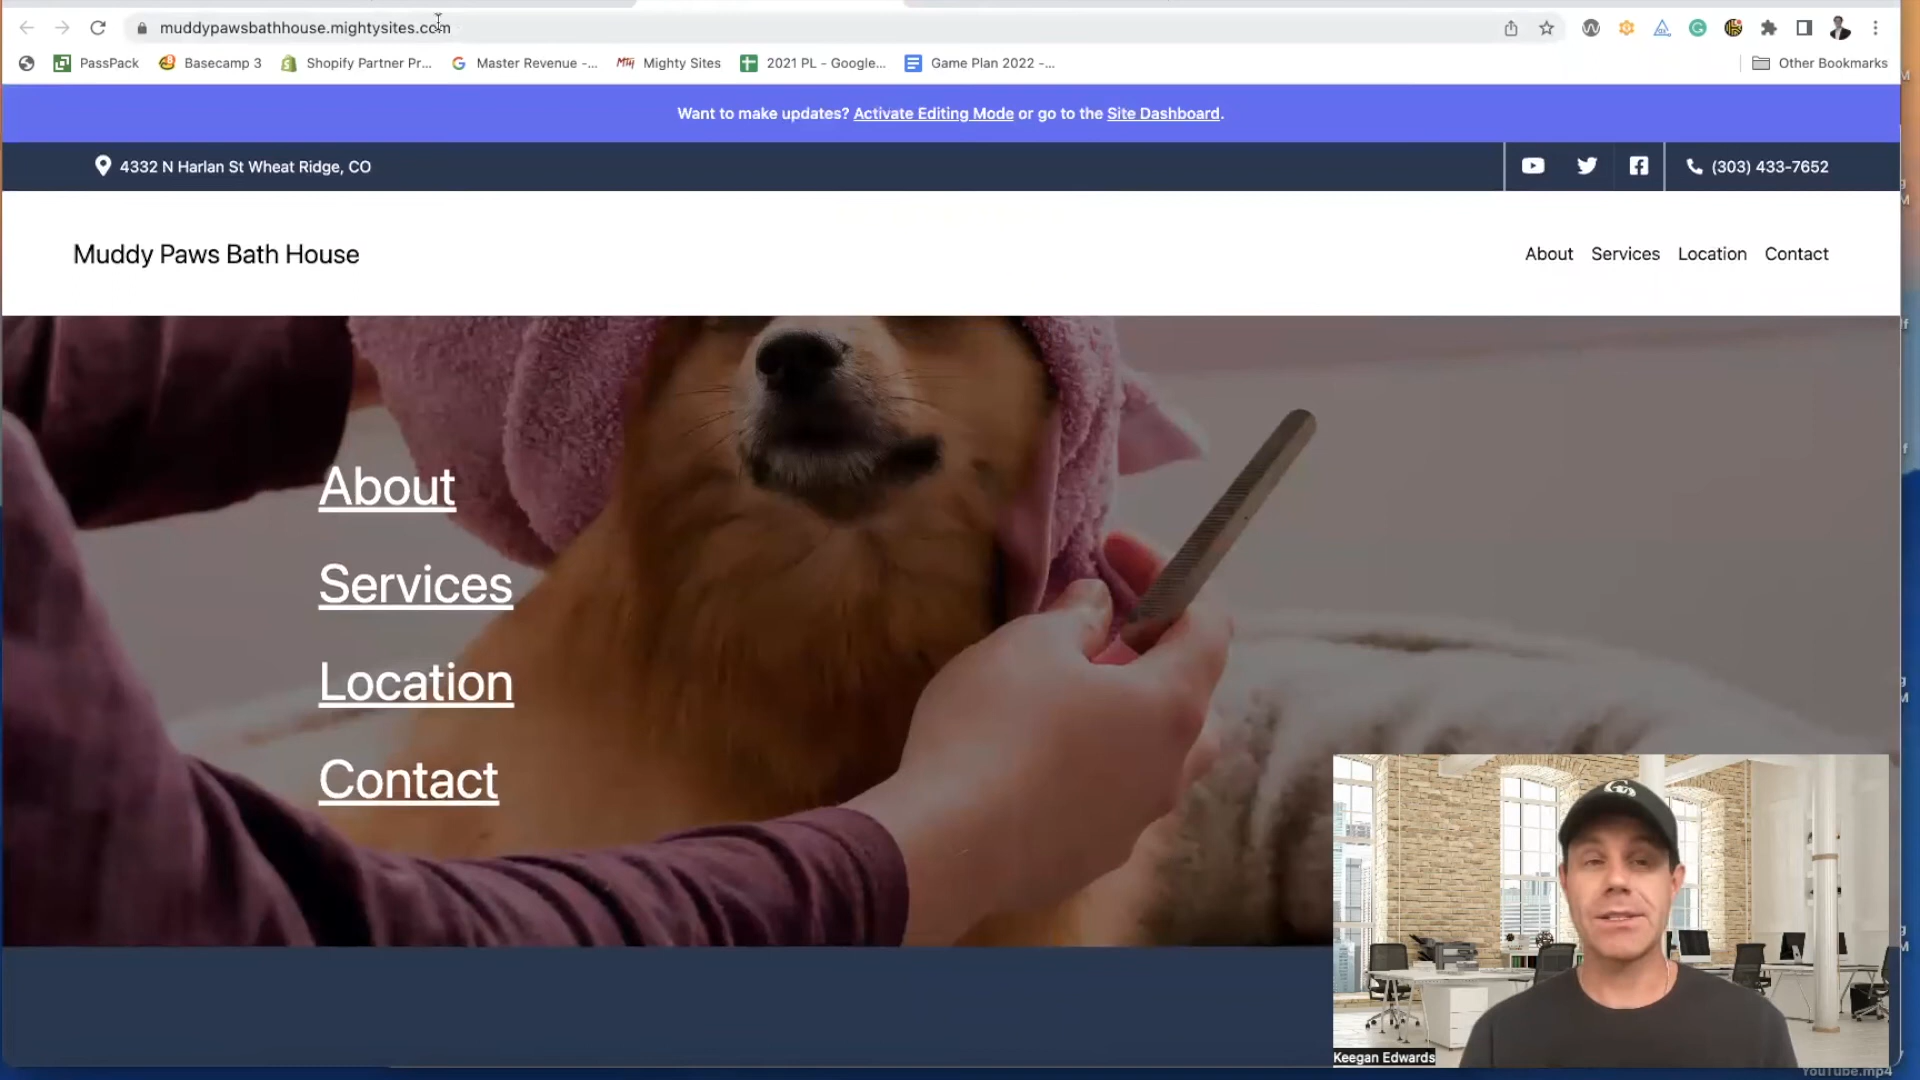 muddypawsbathhouse.mightysites.com
PassPack
Basecamp 3
Shopify Partner Pr...
Master Revenue -...
Mighty Sites
2021 PL - Google...
Game Plan 2022 -...
Other Bookmarks
Want to make updates? Activate Editing Mode or go to the Site Dashboard.
4332 N Harlan St Wheat Ridge, CO
(303) 433-7652
Muddy Paws Bath House
About
Services
Location
Contact
About
Services
Location
Contact
Keegan Edwards
YouTube.mp4